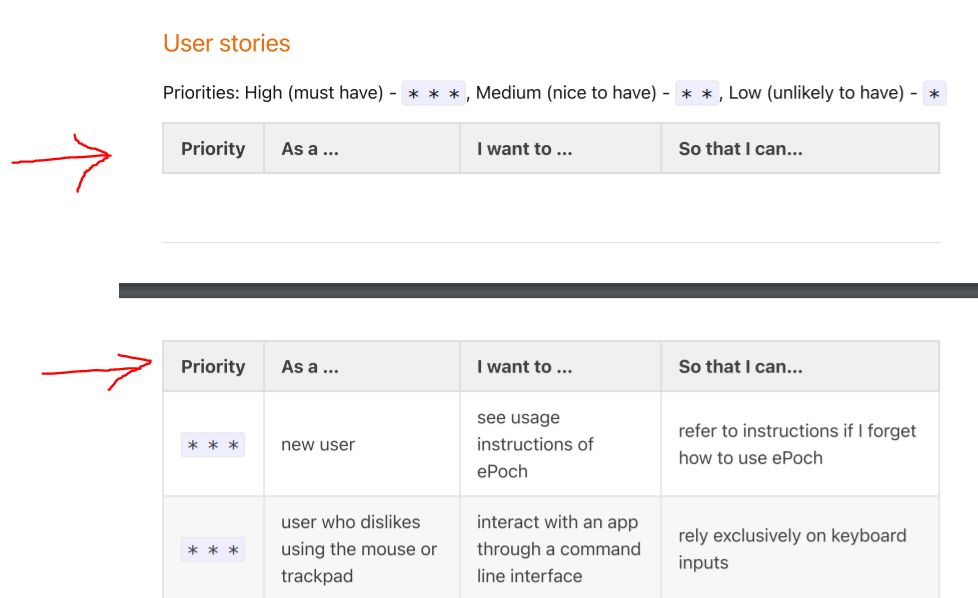 User stories
Priorities: High (must have) - * * *, Medium (nice to have) - * *, Low (unlikely to have) - *
Priority As a ... I want to ... So that I can...
Priority As a ... I want to ... So that I can...
* * * new user see usage instructions of ePoch refer to instructions if I forget how to use ePoch
* * * user who dislikes using the mouse or trackpad interact with an app through a command line interface rely exclusively on keyboard inputs